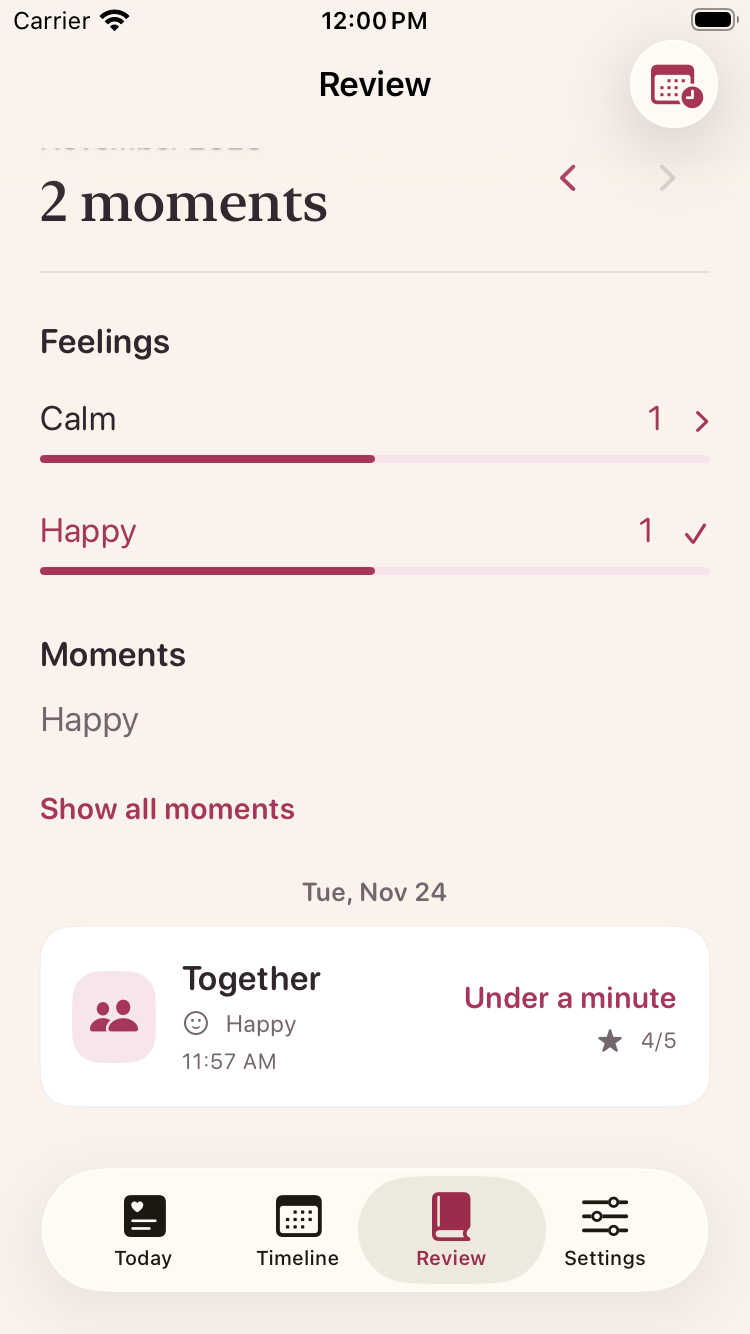 Carrier
12:00 PM
Review
2 moments
Feelings
Calm
1
Happy
1
Moments
Happy
Show all moments
Tue, Nov 24
Together
Happy
11:57 AM
Under a minute
4/5
Today
Timeline
Review
Settings